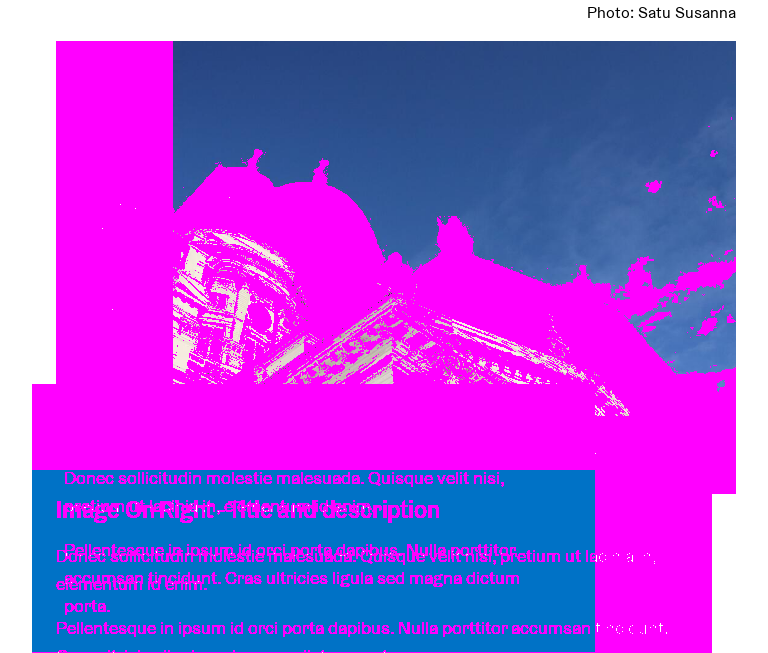 Photo: Satu Susanna
Donec sollicitudin molestie malesuada. Quisque velit nisi,
Image On Right - Title and description
Pellentesque in ipsum id orci porta dapibus. Nulla porttitor
Donec sollicitudin molestie malesuada. Quisque velit nisi, pretium ut lacinia in,
accumsan tincidunt. Cras ultricies ligula sed magna dictum
elementum id enim.
porta.
Pellentesque in ipsum id orci porta dapibus. Nulla porttitor accumsan tincidunt.